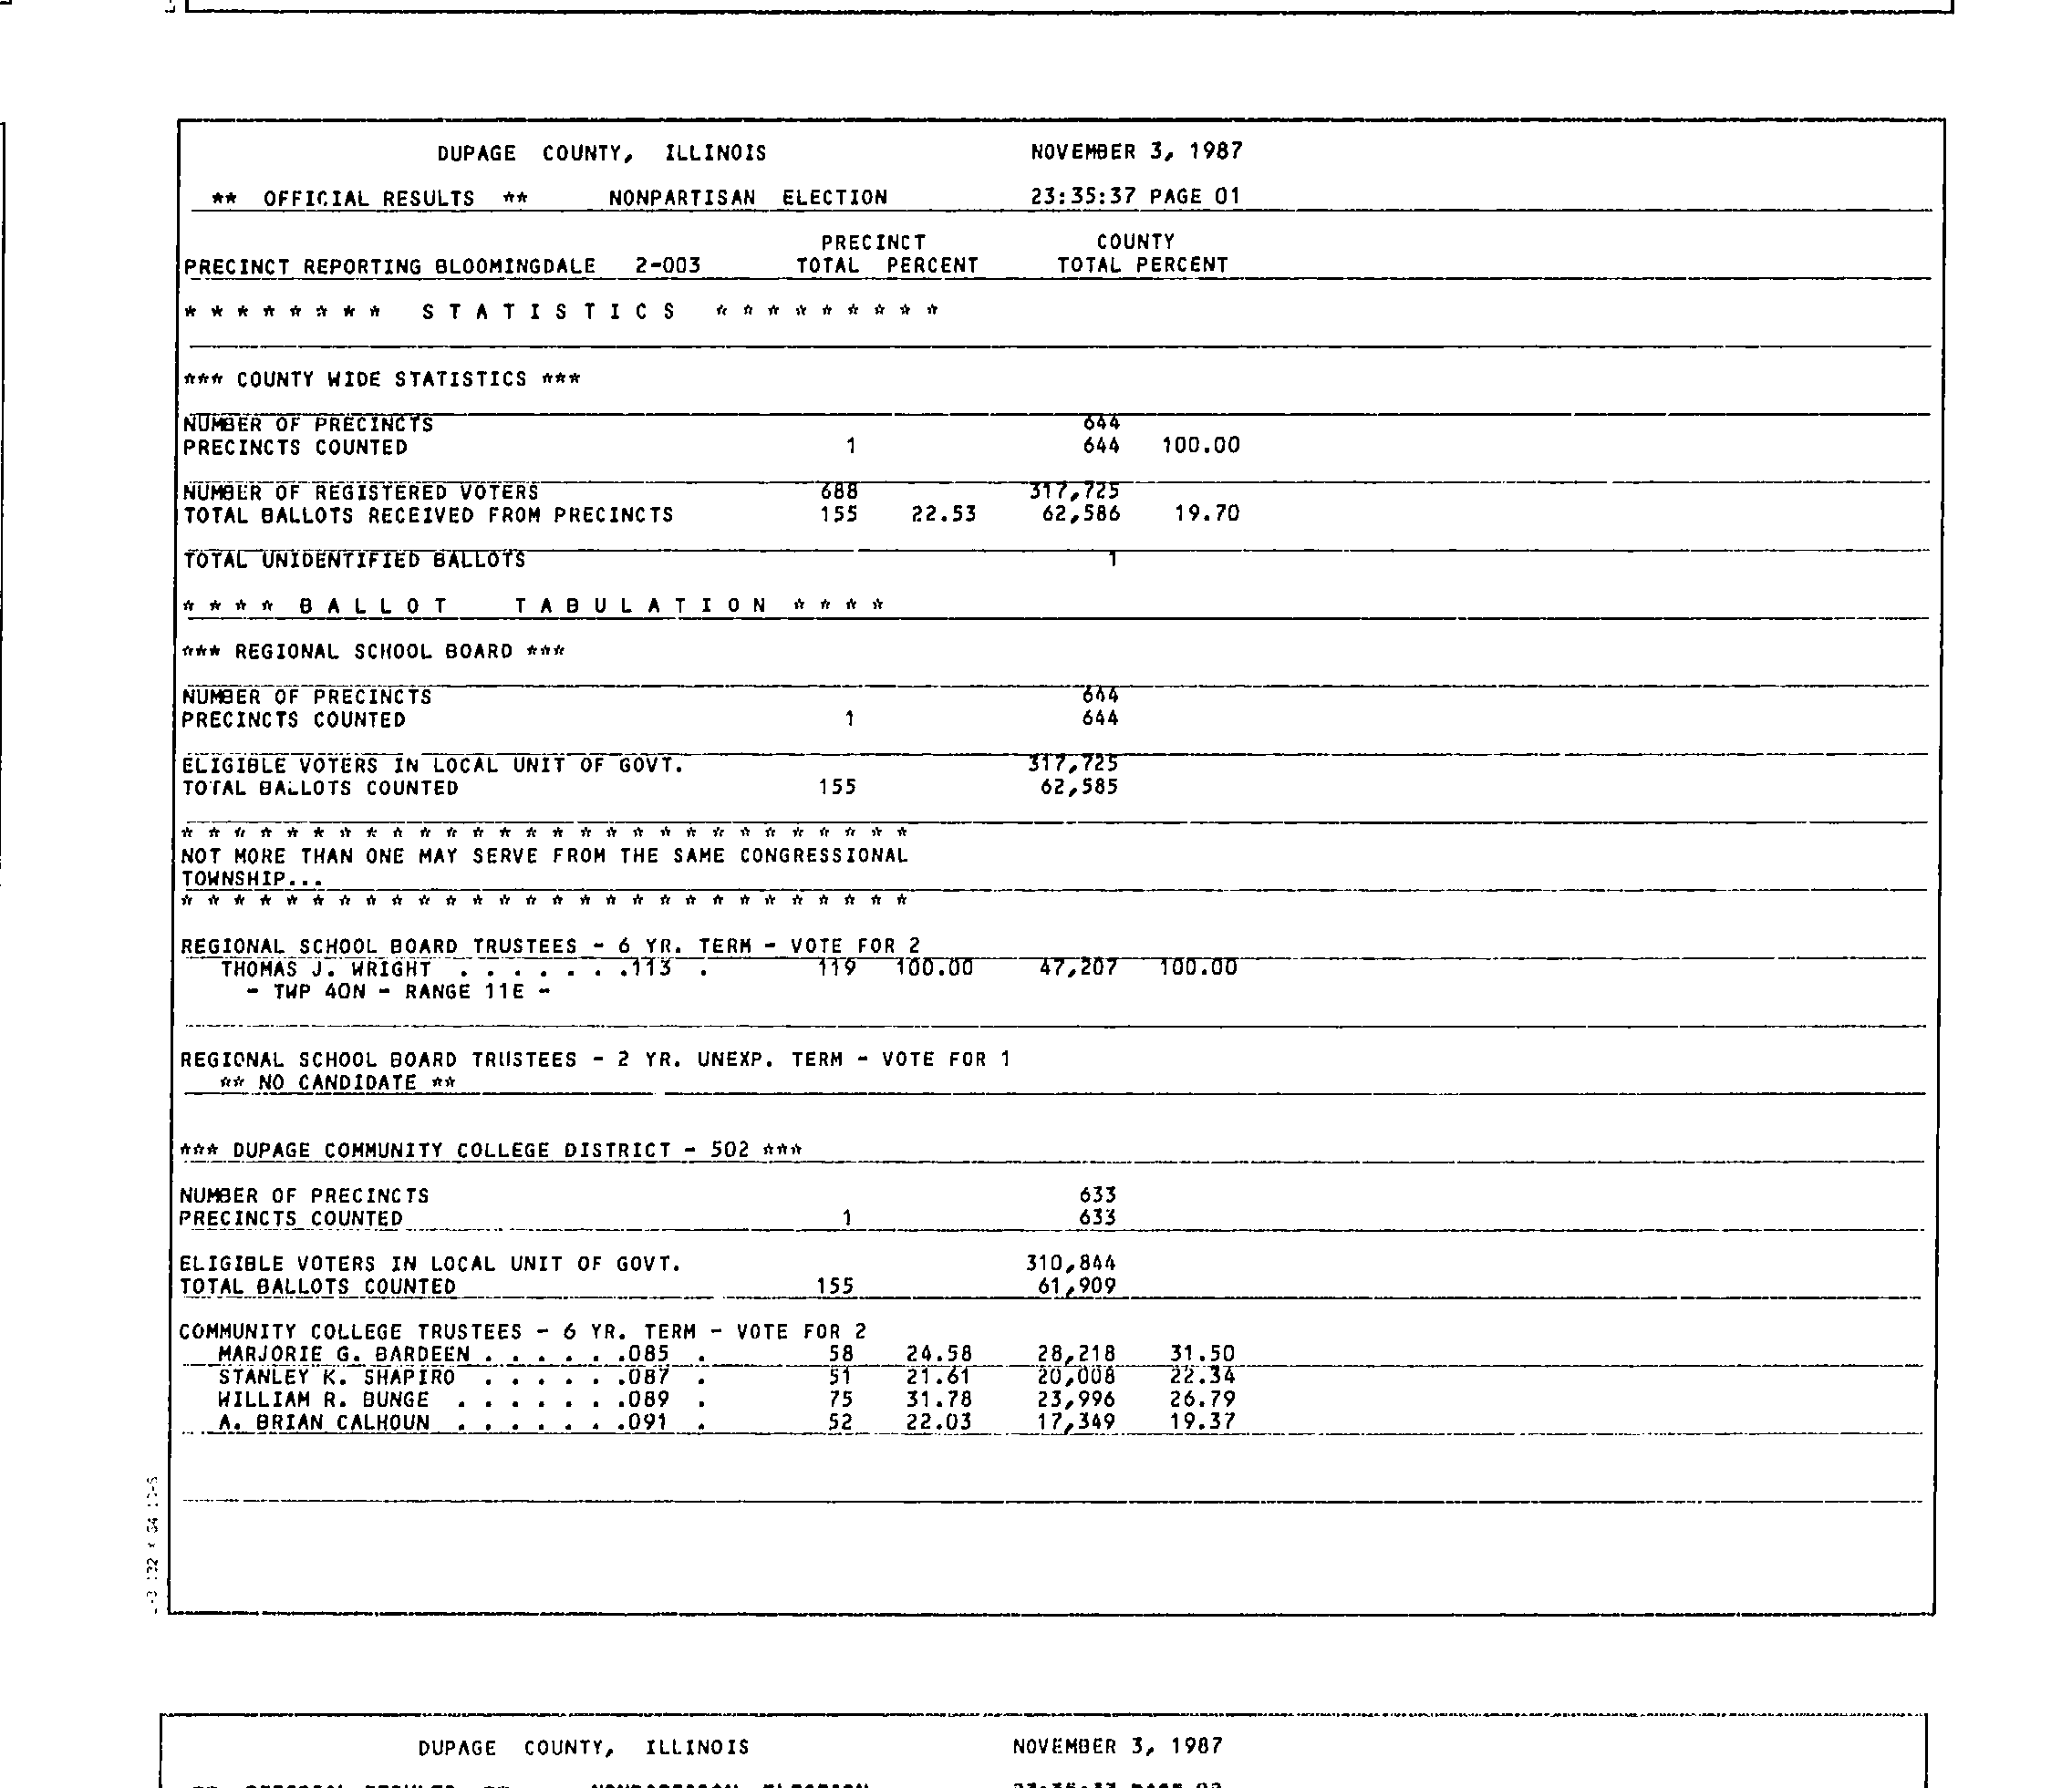 DUPAGE COUNTY, ILLINOIS NOVEMBER 3, 1987
** OFFICIAL RESULTS ** NONPARTISAN ELECTION 23:35:37 PAGE 01
PRECINCT COUNTY
PRECINCT REPORTING BLOOMINGDALE 2-003 TOTAL PERCENT TOTAL PERCENT
* * * * * * * * S T A T I S T I C S * * * * * * * * *
*** COUNTY WIDE STATISTICS ***
NUMBER OF PRECINCTS 644
PRECINCTS COUNTED 1 644 100.00
NUMBER OF REGISTERED VOTERS 688 317,725
TOTAL BALLOTS RECEIVED FROM PRECINCTS 155 22.53 62,586 19.70
TOTAL UNIDENTIFIED BALLOTS 1
* * * * B A L L O T T A B U L A T I O N * * * *
*** REGIONAL SCHOOL BOARD ***
NUMBER OF PRECINCTS 644
PRECINCTS COUNTED 1 644
ELIGIBLE VOTERS IN LOCAL UNIT OF GOVT. 317,725
TOTAL BALLOTS COUNTED 155 62,585
* * * * * * * * * * * * * * * * * * * * * * * * * * * *
NOT MORE THAN ONE MAY SERVE FROM THE SAME CONGRESSIONAL
TOWNSHIP...
* * * * * * * * * * * * * * * * * * * * * * * * * * * *
REGIONAL SCHOOL BOARD TRUSTEES - 6 YR. TERM - VOTE FOR 2
THOMAS J. WRIGHT . . . . . . .113 . 119 100.00 47,207 100.00
- TWP 40N - RANGE 11E -
REGIONAL SCHOOL BOARD TRUSTEES - 2 YR. UNEXP. TERM - VOTE FOR 1
** NO CANDIDATE **
*** DUPAGE COMMUNITY COLLEGE DISTRICT - 502 ***
NUMBER OF PRECINCTS 633
PRECINCTS COUNTED 1 633
ELIGIBLE VOTERS IN LOCAL UNIT OF GOVT. 310,844
TOTAL BALLOTS COUNTED 155 61,909
COMMUNITY COLLEGE TRUSTEES - 6 YR. TERM - VOTE FOR 2
MARJORIE G. BARDEEN . . . . . .085 . 58 24.58 28,218 31.50
STANLEY K. SHAPIRO . . . . . .087 . 51 21.61 20,008 22.34
WILLIAM R. BUNGE . . . . . . .089 . 75 31.78 23,996 26.79
A. BRIAN CALHOUN . . . . . . .091 . 52 22.03 17,349 19.37
DUPAGE COUNTY, ILLINOIS NOVEMBER 3, 1987